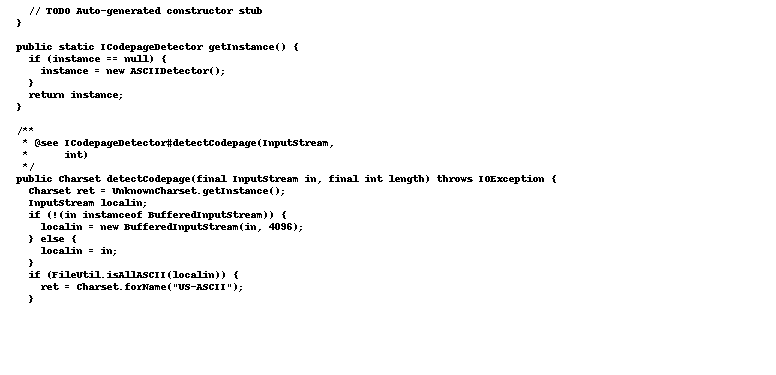 // TODO Auto-generated constructor stub
}
public static ICodepageDetector getInstance() {
if (instance == null) {
instance = new ASCIIDetector();
}
return instance;
}
/**
* @see ICodepageDetector#detectCodepage(InputStream,
* int)
*/
public Charset detectCodepage(final InputStream in, final int length) throws IOException {
Charset ret = UnknownCharset.getInstance();
InputStream localin;
if (!(in instanceof BufferedInputStream)) {
localin = new BufferedInputStream(in, 4096);
} else {
localin = in;
}
if (FileUtil.isAllASCII(localin)) {
ret = Charset.forName("US-ASCII");
}